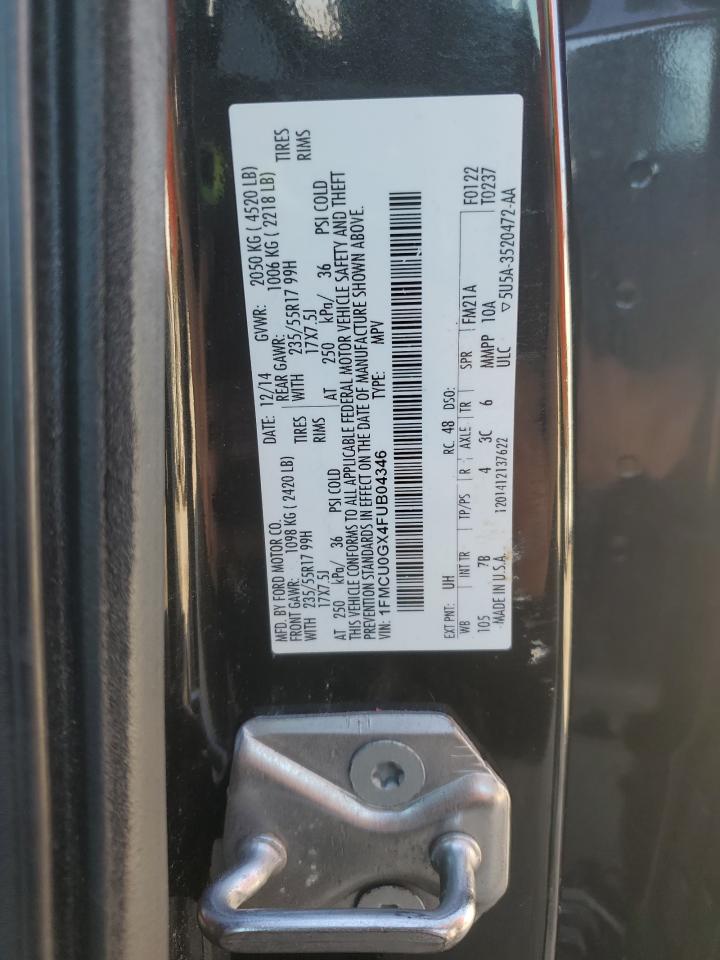 MFD. BY FORD MOTOR CO. DATE: 12/14 GVWR: 2050 KG ( 4520 LB)
FRONT GAWR: 1098 KG ( 2420 LB) REAR GAWR: 1006 KG ( 2218 LB)
WITH 235/55R17 99H TIRES WITH 235/55R17 99H TIRES
17X7.5J RIMS 17X7.5J RIMS
AT 250 kPa/ 36 PSI COLD AT 250 kPa/ 36 PSI COLD
THIS VEHICLE CONFORMS TO ALL APPLICABLE FEDERAL MOTOR VEHICLE SAFETY AND THEFT
PREVENTION STANDARDS IN EFFECT ON THE DATE OF MANUFACTURE SHOWN ABOVE.
VIN: 1FMCU0GX4FUB04346 TYPE: MPV
EXT PNT: UH RC: 48 DSO: F0122
WB INT TR TP/PS R AXLE TR SPR FM21A T0237
105 7B 4 3C 6 MMPP 10A
1201412137622 ULC
MADE IN U.S.A. ▽5U5A-3520472-AA